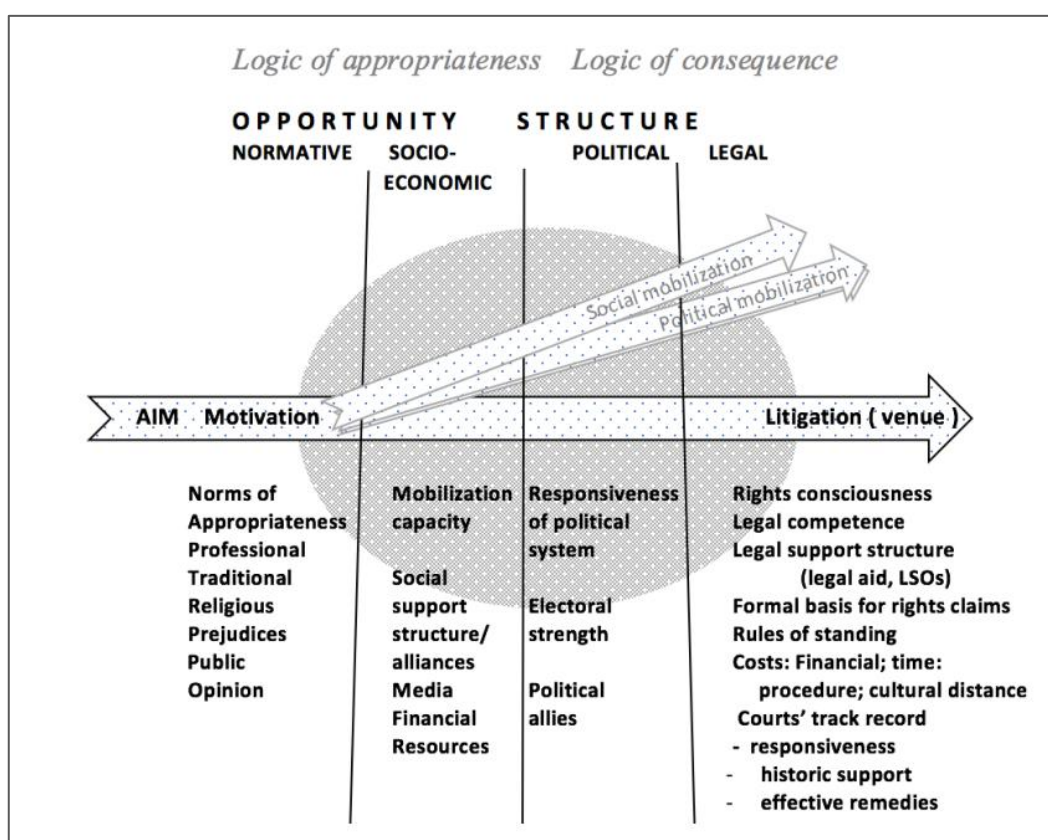 Logic of appropriateness Logic of consequence
OPPORTUNITY STRUCTURE
NORMATIVE SOCIO- POLITICAL LEGAL
ECONOMIC
Social mobilization
Political mobilization
AIM Motivation Litigation ( venue )
Norms of
Appropriateness
Professional
Traditional
Religious
Prejudices
Public
Opinion
Mobilization
capacity
Social
support
structure/
alliances
Media
Financial
Resources
Responsiveness
of political
system
Electoral
strength
Political
allies
Rights consciousness
Legal competence
Legal support structure
(legal aid, LSOs)
Formal basis for rights claims
Rules of standing
Costs: Financial; time:
procedure; cultural distance
Courts’ track record
- responsiveness
- historic support
- effective remedies